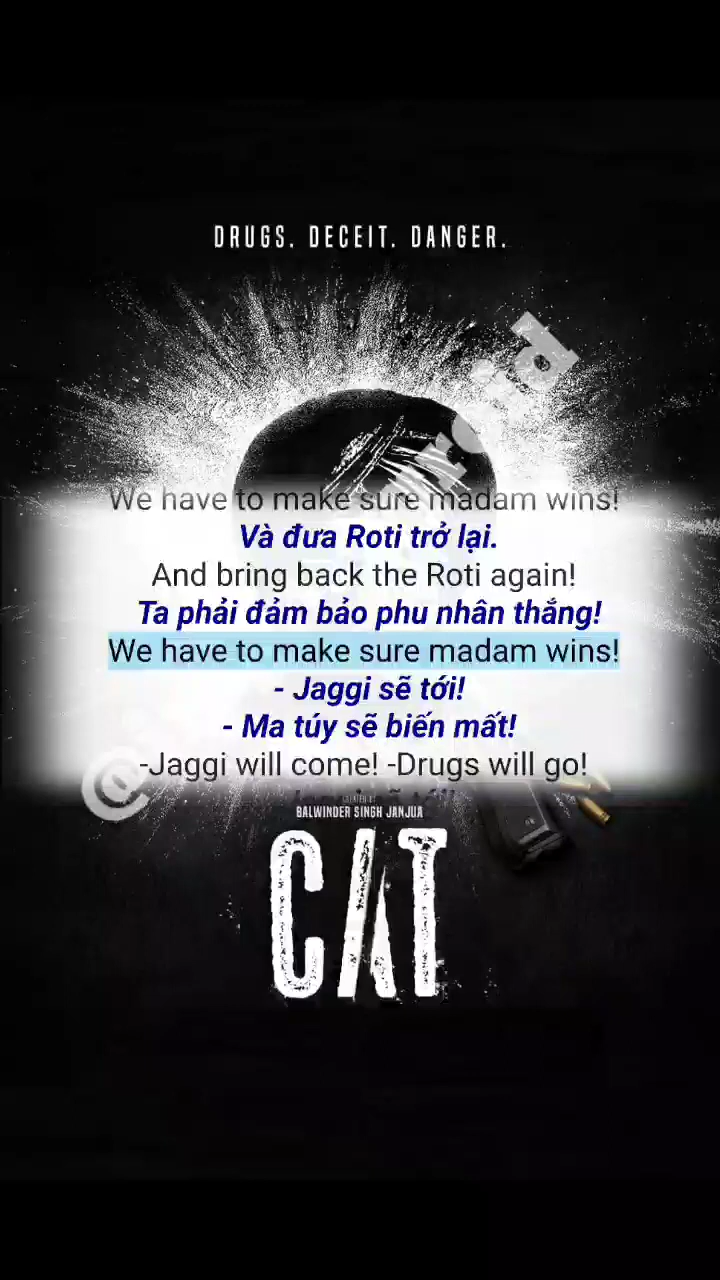 DRUGS. DECEIT. DANGER.
We have to make sure madam wins!
Và đưa Roti trở lại.
And bring back the Roti again!
Ta phải đảm bảo phu nhân thắng!
We have to make sure madam wins!
- Jaggi sẽ tới!
- Ma túy sẽ biến mất!
-Jaggi will come! -Drugs will go!
CREATED BY
BALWINDER SINGH JANJUA
CAT